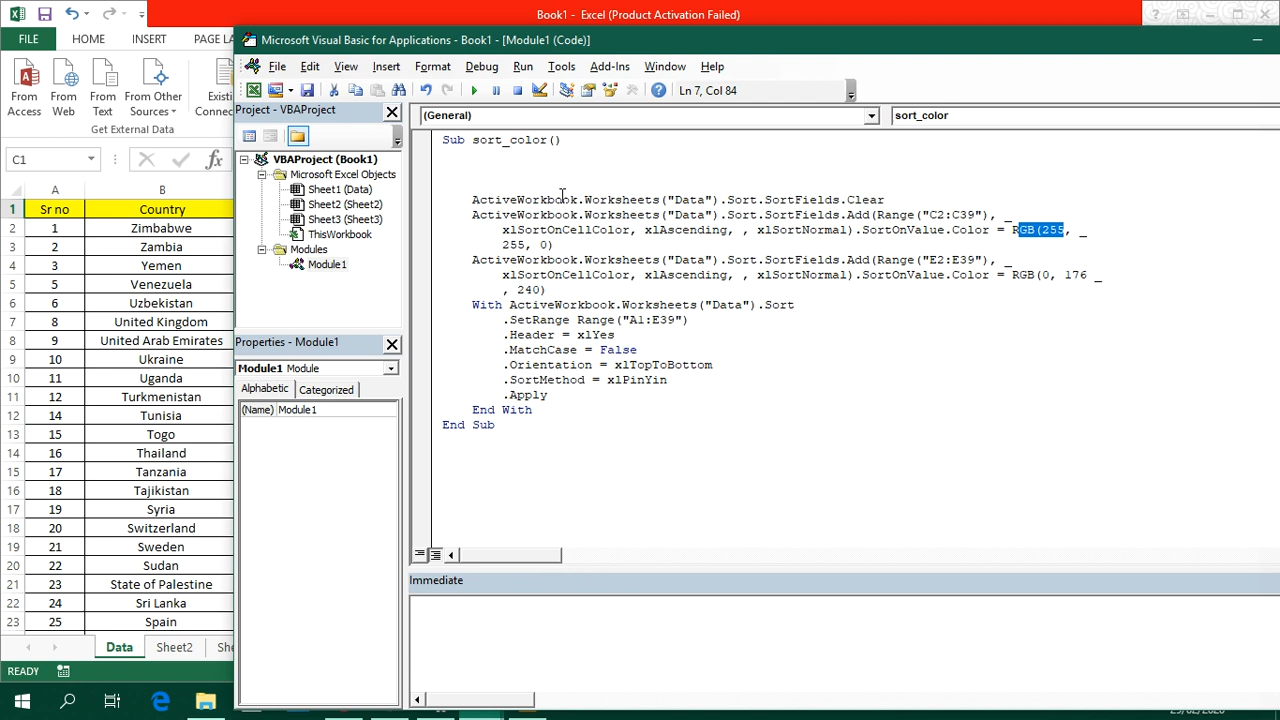 Book1 - Excel (Product Activation Failed)
FILE HOME INSERT PAGE LA
From Access
From Web
From Text
From Other Sources
Existi Connec
Get External Data
C1
A B
1 Sr no Country
2 1 Zimbabwe
3 2 Zambia
4 3 Yemen
5 5 Venezuela
6 6 Uzbekistan
7 8 United Kingdom
8 9 United Arab Emirates
9 10 Ukraine
10 11 Uganda
11 12 Turkmenistan
12 14 Tunisia
13 15 Togo
14 16 Thailand
15 17 Tanzania
16 18 Tajikistan
17 19 Syria
18 20 Switzerland
19 21 Sweden
20 22 Sudan
21 23 State of Palestine
22 24 Sri Lanka
23 25 Spain
Data Sheet2 She
READY
Microsoft Visual Basic for Applications - Book1 - [Module1 (Code)]
File Edit View Insert Format Debug Run Tools Add-Ins Window Help
Ln 7, Col 84
Project - VBAProject
VBAProject (Book1)
Microsoft Excel Objects
Sheet1 (Data)
Sheet2 (Sheet2)
Sheet3 (Sheet3)
ThisWorkbook
Modules
Module1
Properties - Module1
Module1 Module
Alphabetic Categorized
(Name) Module1
(General) sort_color
Sub sort_color()
ActiveWorkbook.Worksheets("Data").Sort.SortFields.Clear
ActiveWorkbook.Worksheets("Data").Sort.SortFields.Add(Range("C2:C39"), _
xlSortOnCellColor, xlAscending, , xlSortNormal).SortOnValue.Color = RGB(255, _
255, 0)
ActiveWorkbook.Worksheets("Data").Sort.SortFields.Add(Range("E2:E39"), _
xlSortOnCellColor, xlAscending, , xlSortNormal).SortOnValue.Color = RGB(0, 176 _
, 240)
With ActiveWorkbook.Worksheets("Data").Sort
.SetRange Range("A1:E39")
.Header = xlYes
.MatchCase = False
.Orientation = xlTopToBottom
.SortMethod = xlPinYin
.Apply
End With
End Sub
Immediate